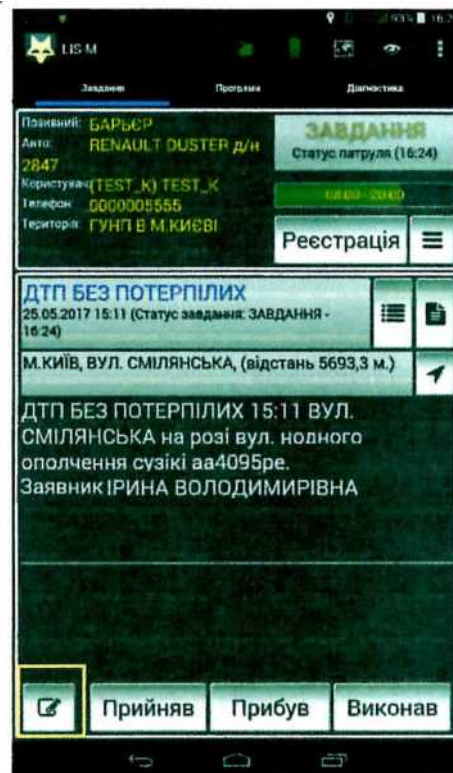 93% 16:2
LIS M
Завдання Програми Діагностика
Позивний: БАРЬЄР
Авто: RENAULT DUSTER д/н
2847
Користувач: (TEST_K) TEST_K
Телефон: 0000005555
Територія: ГУНП В М.КИЄВІ
ЗАВДАННЯ
Статус патруля (16:24)
08:00 - 20:00
Реєстрація
ДТП БЕЗ ПОТЕРПІЛИХ
25.05.2017 15:11 (Статус завдання: ЗАВДАННЯ -
16:24)
М.КИЇВ, ВУЛ. СМІЛЯНСЬКА, (відстань 5693,3 м.)
ДТП БЕЗ ПОТЕРПІЛИХ 15:11 ВУЛ.
СМІЛЯНСЬКА на розі вул. нодного
ополчення сузікі аа4095ре.
Заявник ІРИНА ВОЛОДИМИРІВНА
Прийняв Прибув Виконав